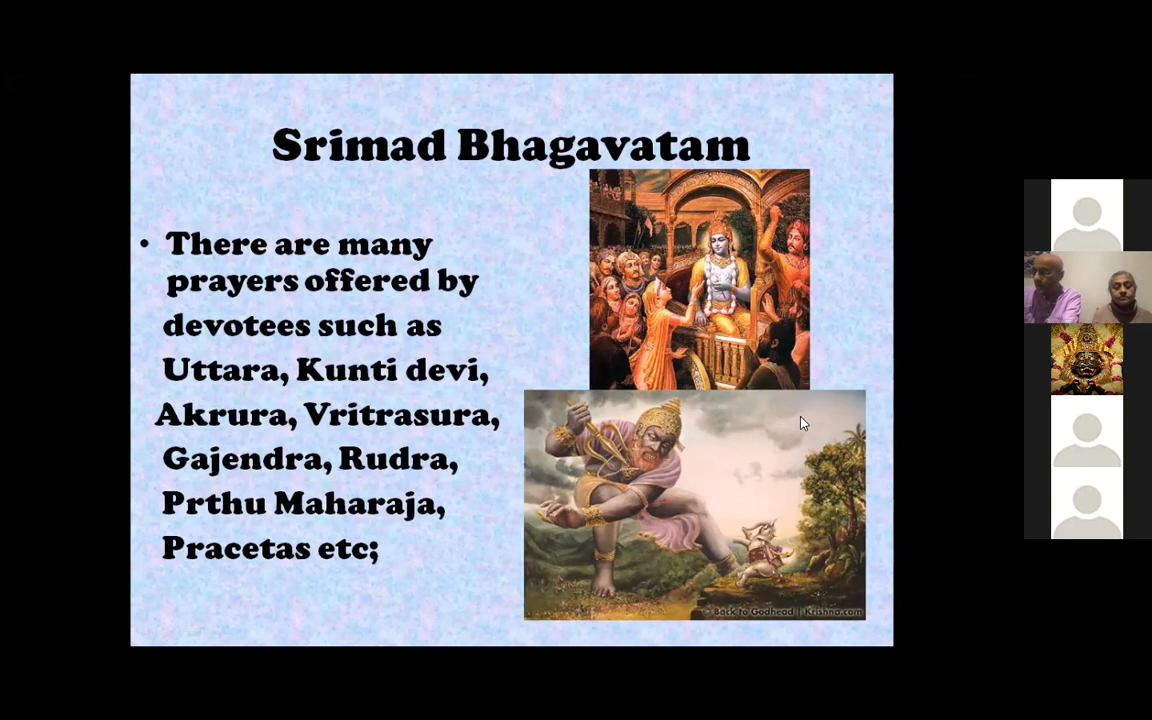 Srimad Bhagavatam
• There are many
prayers offered by
devotees such as
Uttara, Kunti devi,
Akrura, Vritrasura,
Gajendra, Rudra,
Prthu Maharaja,
Pracetas etc;
© Back to Godhead | Krishna.com